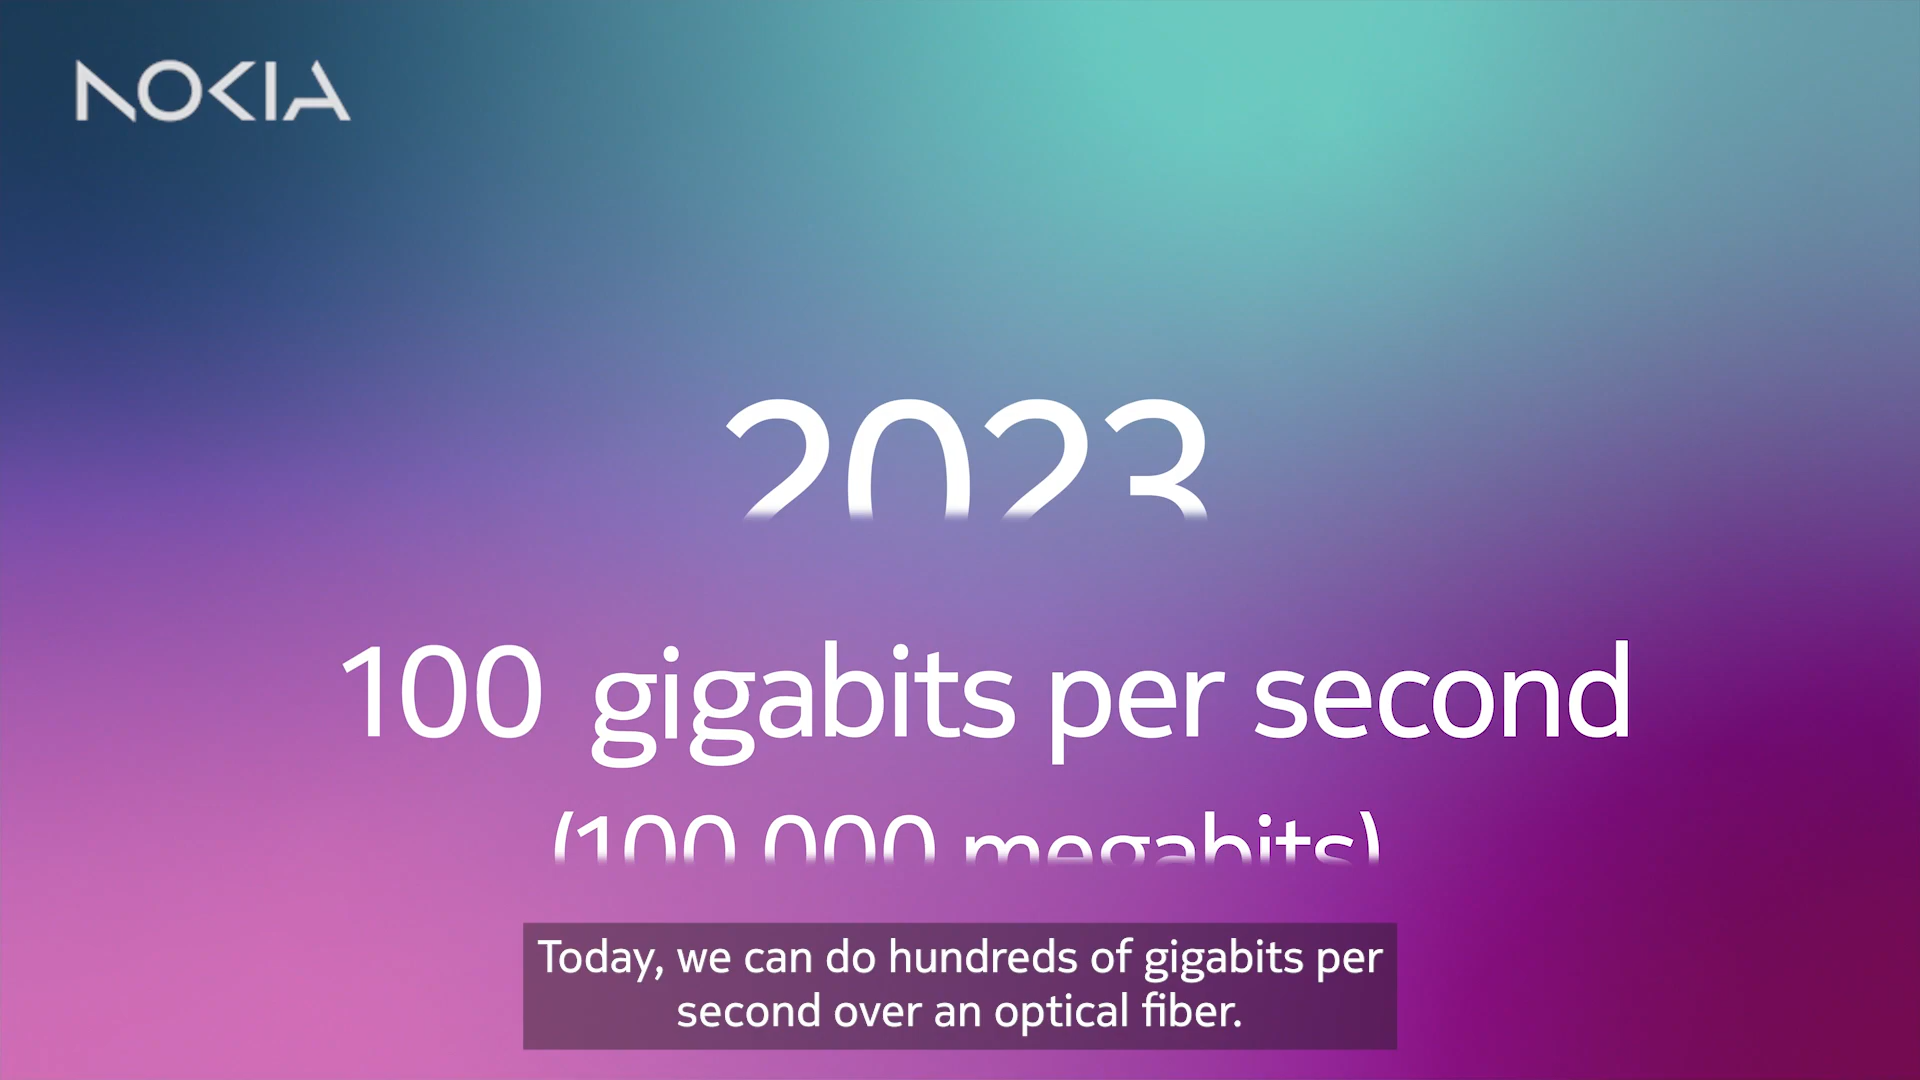 NOKIA
2023
100 gigabits per second
(100 000 megabits)
Today, we can do hundreds of gigabits per
second over an optical fiber.